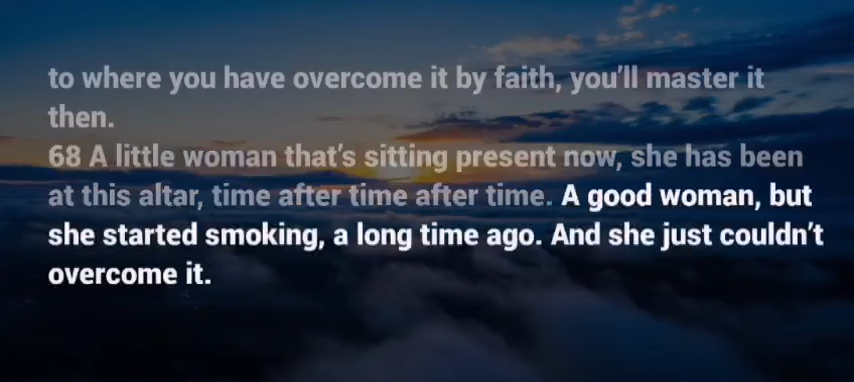 to where you have overcome it by faith, you'll master it
then.
68 A little woman that's sitting present now, she has been
at this altar, time after time after time. A good woman, but
she started smoking, a long time ago. And she just couldn't
overcome it.